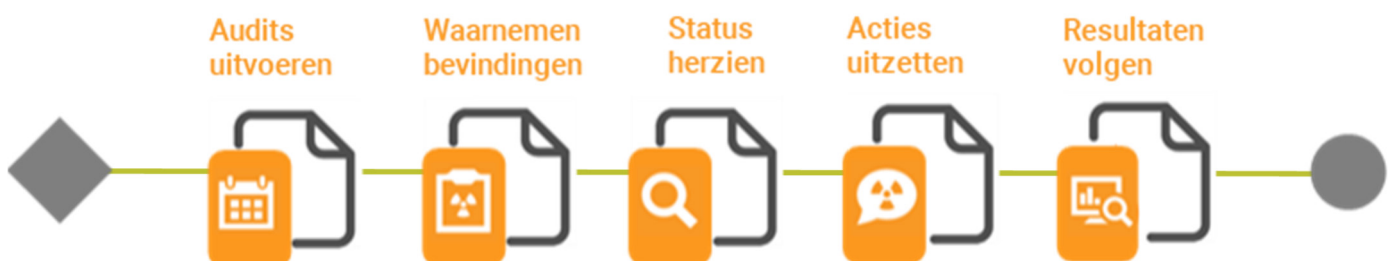 Audits
uitvoeren
Waarnemen
bevindingen
Status
herzien
Acties
uitzetten
Resultaten
volgen